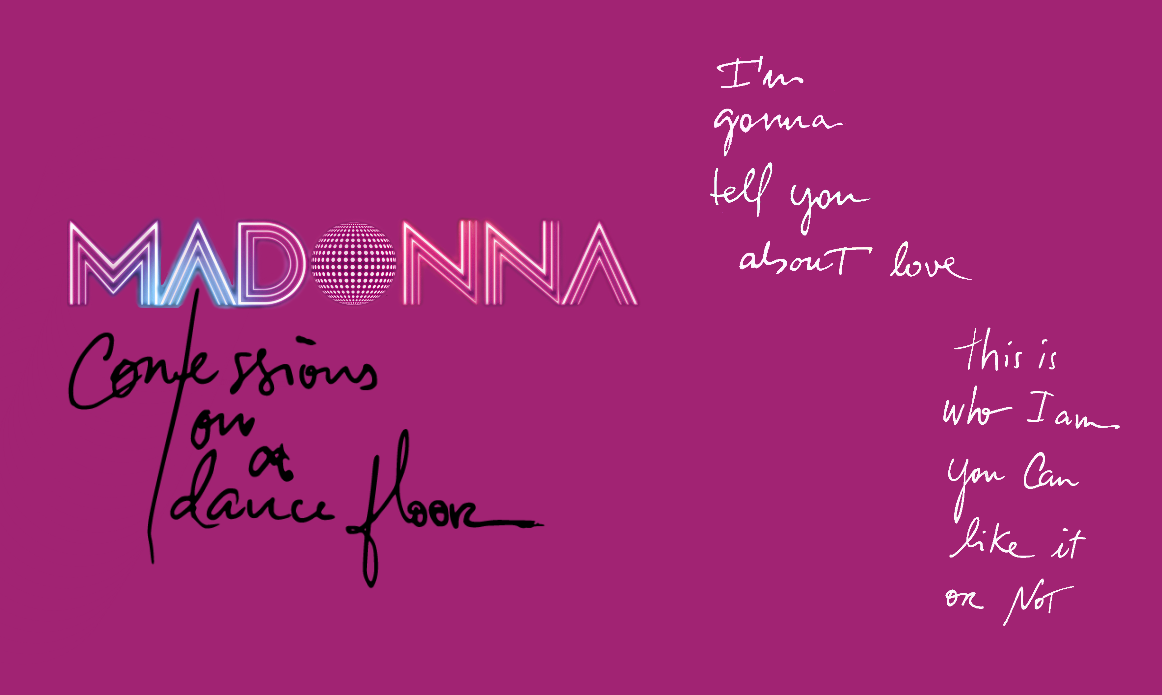 MADONNA
Confessions
on
a
dance floor
I'm
gonna
tell you
abouT love
this is
who I am
you Can
like it
or NoT